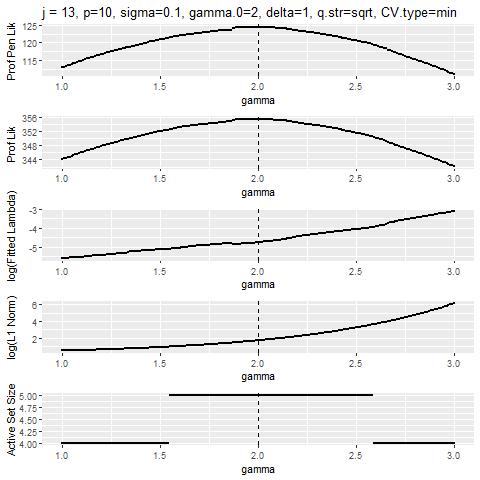 j = 13, p=10, sigma=0.1, gamma.0=2, delta=1, q.str=sqrt, CV.type=min
Prof Pen Lik
125
120
115
1.0 1.5 2.0 2.5 3.0
gamma
Prof Lik
356
352
348
344
1.0 1.5 2.0 2.5 3.0
gamma
log(Fitted Lambda)
-3
-4
-5
1.0 1.5 2.0 2.5 3.0
gamma
log(L1 Norm)
6
4
2
1.0 1.5 2.0 2.5 3.0
gamma
Active Set Size
5.00
4.75
4.50
4.25
4.00
1.0 1.5 2.0 2.5 3.0
gamma